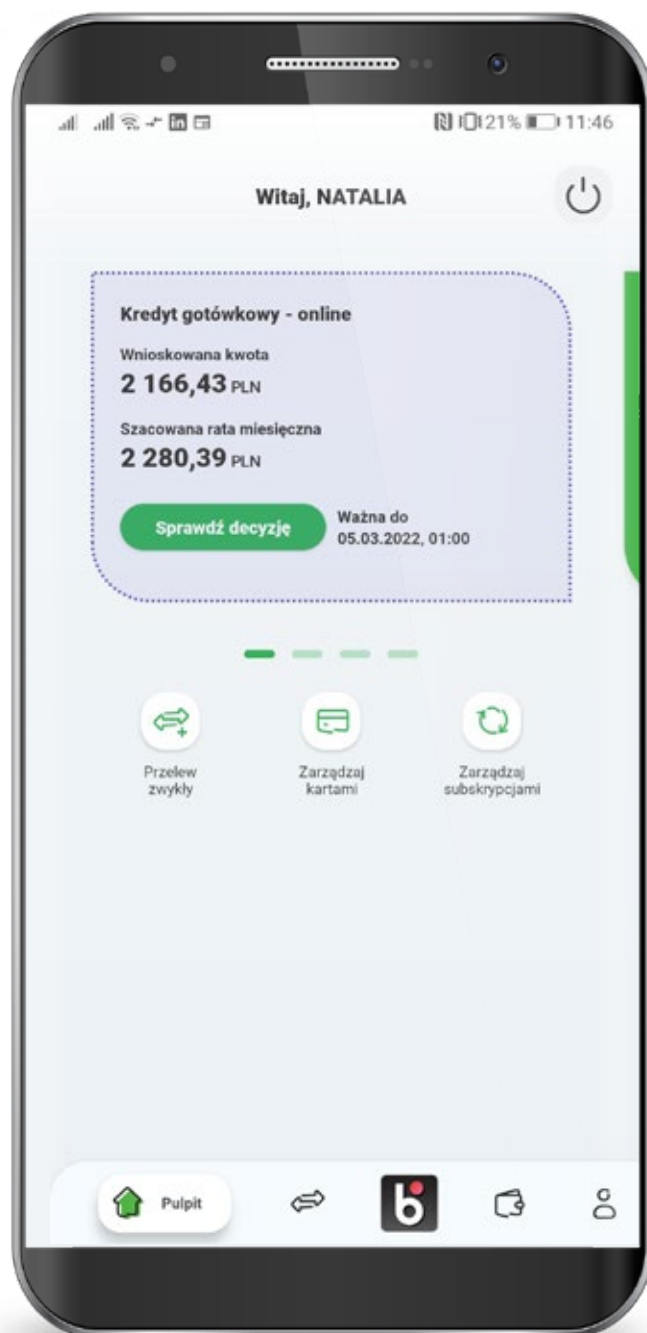 21% 11:46
Witaj, NATALIA
Kredyt gotówkowy - online
Wnioskowana kwota
2 166,43 PLN
Szacowana rata miesięczna
2 280,39 PLN
Sprawdź decyzję
Ważna do
05.03.2022, 01:00
Przelew
zwykły
Zarządzaj
kartami
Zarządzaj
subskrypcjami
Pulpit